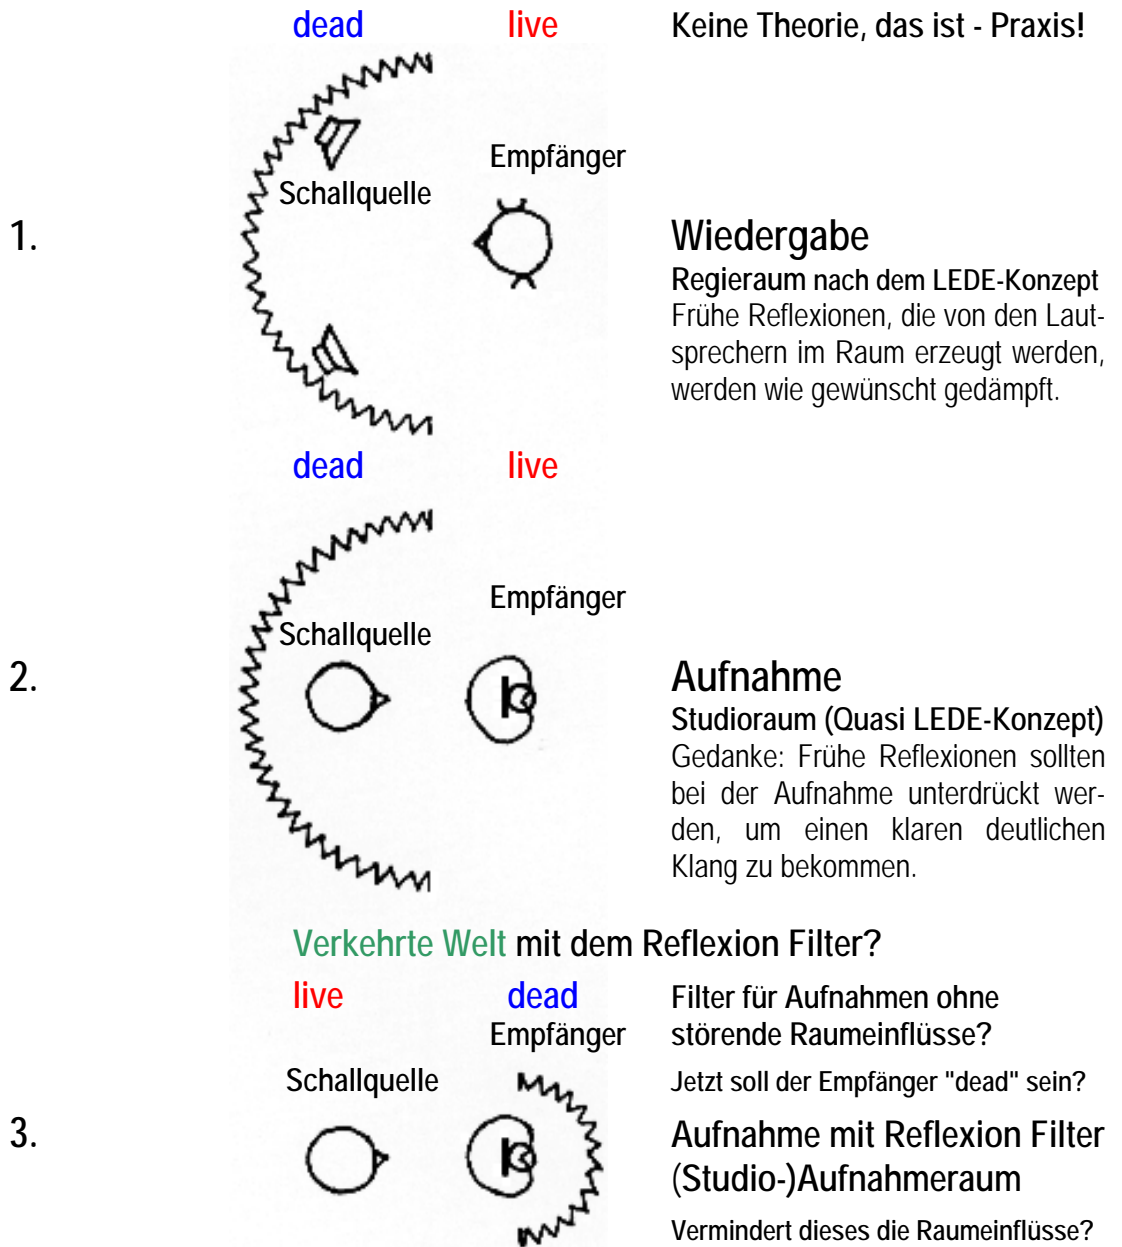 dead live Keine Theorie, das ist - Praxis!
Empfänger
Schallquelle
1. Wiedergabe
Regieraum nach dem LEDE-Konzept
Frühe Reflexionen, die von den Laut-
sprechern im Raum erzeugt werden,
werden wie gewünscht gedämpft.
dead live
Empfänger
Schallquelle
2. Aufnahme
Studioraum (Quasi LEDE-Konzept)
Gedanke: Frühe Reflexionen sollten
bei der Aufnahme unterdrückt wer-
den, um einen klaren deutlichen
Klang zu bekommen.
Verkehrte Welt mit dem Reflexion Filter?
live dead Filter für Aufnahmen ohne
Empfänger störende Raumeinflüsse?
Schallquelle Jetzt soll der Empfänger "dead" sein?
3. Aufnahme mit Reflexion Filter
(Studio-)Aufnahmeraum
Vermindert dieses die Raumeinflüsse?